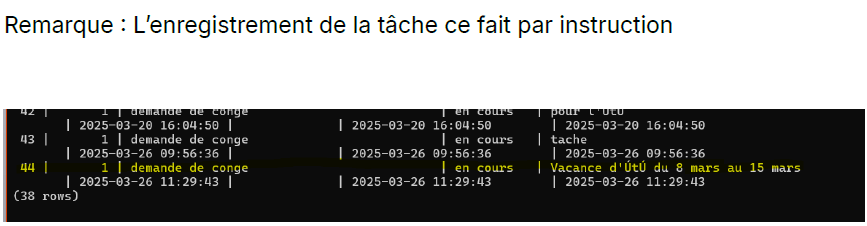 Remarque : L’enregistrement de la tâche ce fait par instruction
42 | 1 | demande de conge | en cours | pour l'ÚtÚ
| 2025-03-20 16:04:50 | | 2025-03-20 16:04:50 | 2025-03-20 16:04:50
43 | 1 | demande de conge | en cours | tache
| 2025-03-26 09:56:36 | | 2025-03-26 09:56:36 | 2025-03-26 09:56:36
44 | 1 | demande de conge | en cours | Vacance d'ÚtÚ du 8 mars au 15 mars
| 2025-03-26 11:29:43 | | 2025-03-26 11:29:43 | 2025-03-26 11:29:43
(38 rows)